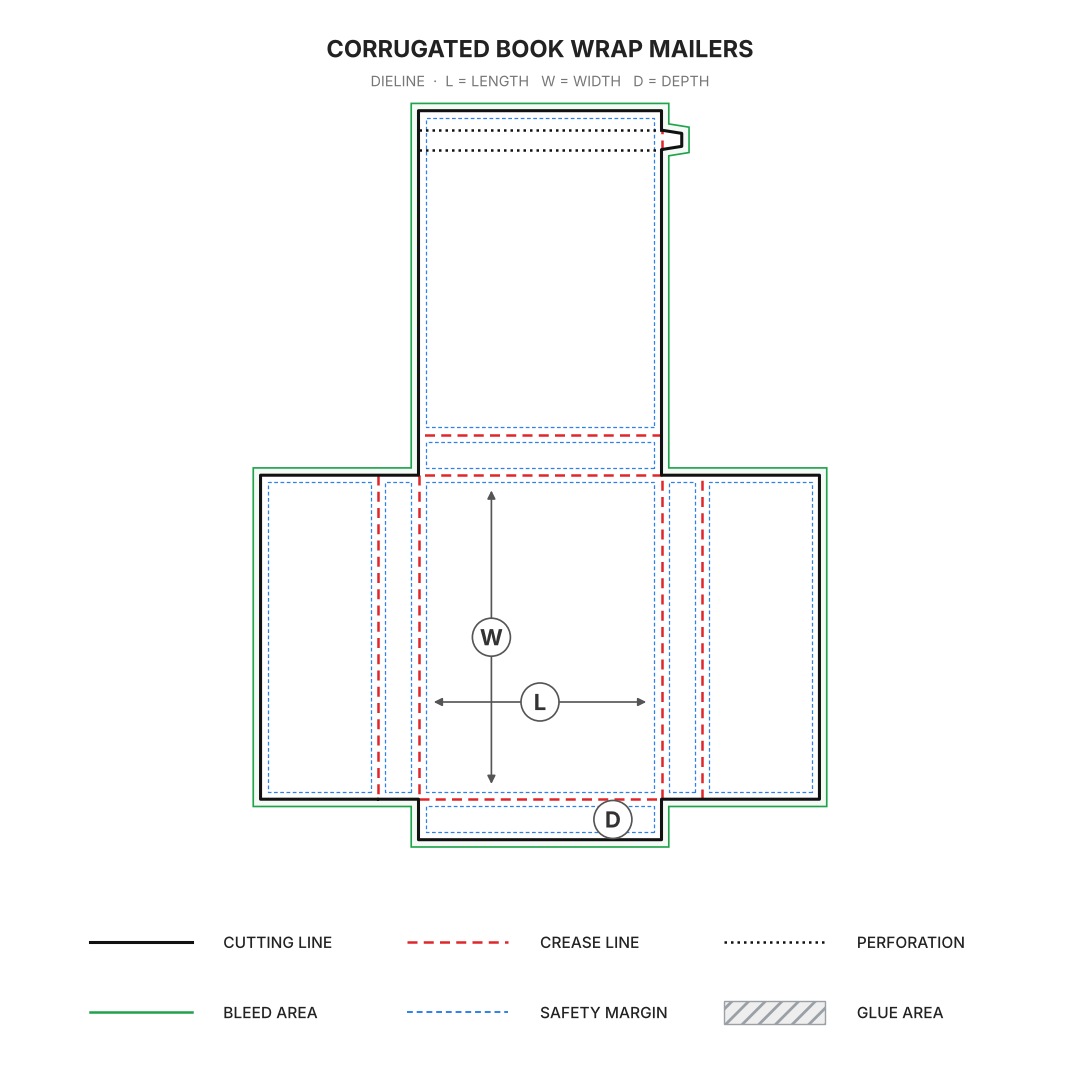 CORRUGATED BOOK WRAP MAILERS
DIELINE · L = LENGTH W = WIDTH D = DEPTH
W
L
D
CUTTING LINE
CREASE LINE
PERFORATION
BLEED AREA
SAFETY MARGIN
GLUE AREA